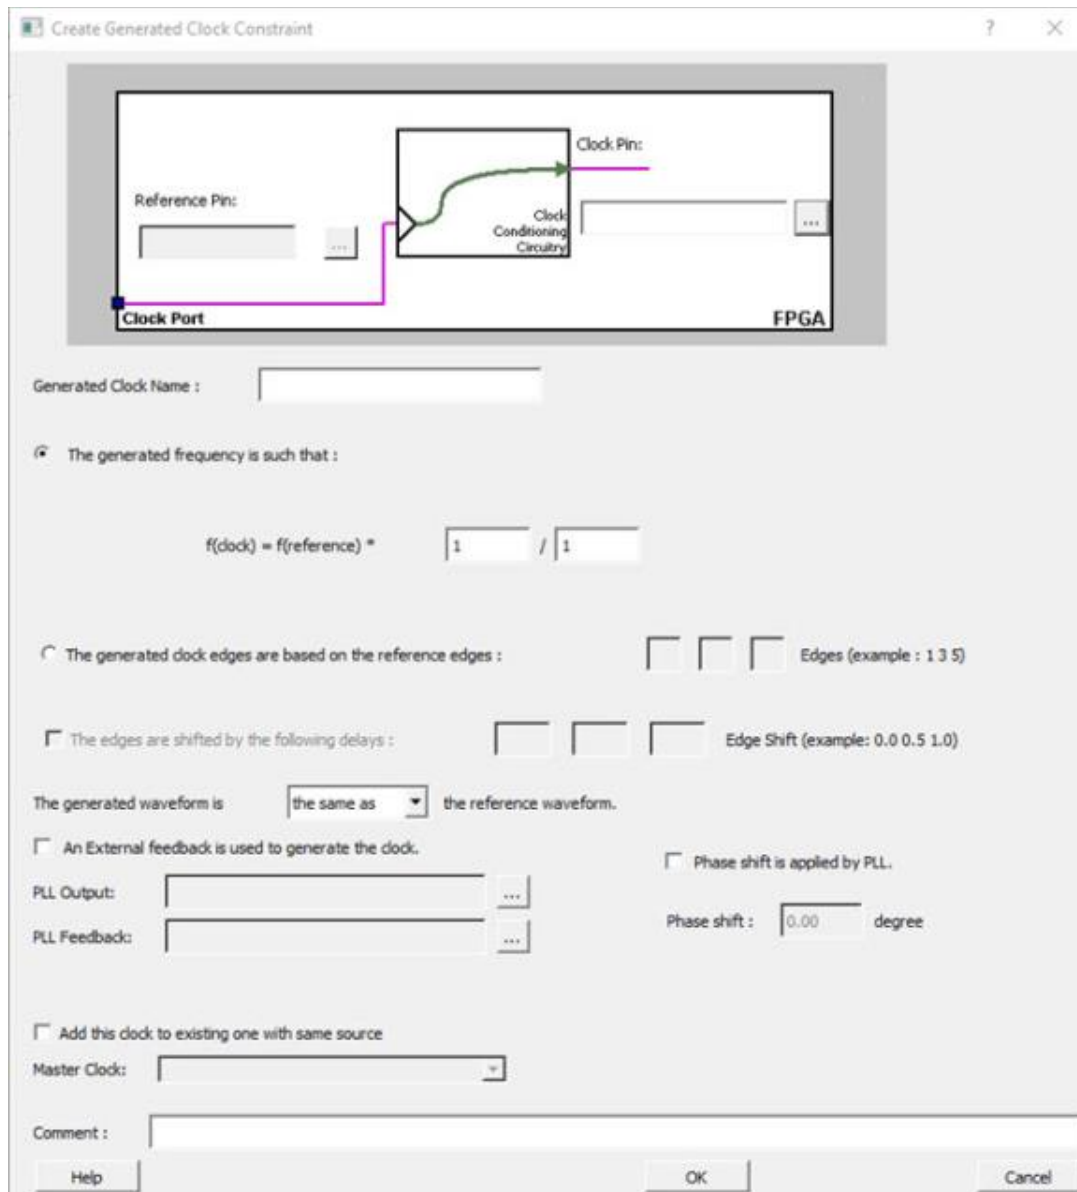 Create Generated Clock Constraint ?
Clock Pin:
Reference Pin:
...
...
Clock
Conditioning
Circuitry
Clock Port
FPGA
Generated Clock Name :
The generated frequency is such that :
f(clock) = f(reference) * 1 / 1
The generated clock edges are based on the reference edges : Edges (example : 1 3 5)
The edges are shifted by the following delays : Edge Shift (example: 0.0 0.5 1.0)
The generated waveform is the same as the reference waveform.
An External feedback is used to generate the clock.
Phase shift is applied by PLL.
PLL Output: ...
Phase shift : 0.00 degree
PLL Feedback: ...
Add this clock to existing one with same source
Master Clock:
Comment :
Help OK Cancel